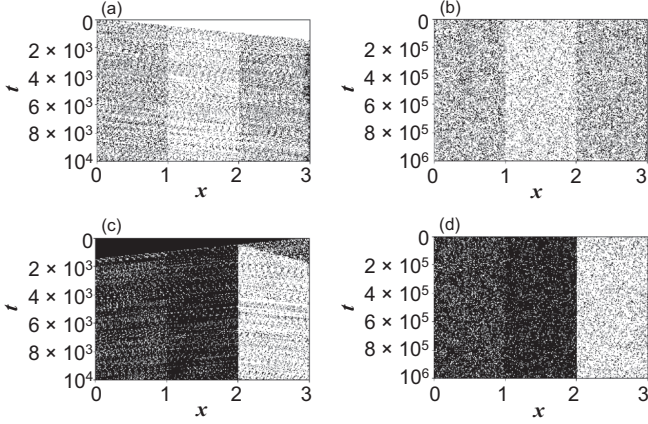 (a)
0
2 × 10³
4 × 10³
6 × 10³
8 × 10³
10⁴
t
0 1 2 3
x
(b)
0
2 × 10⁵
4 × 10⁵
6 × 10⁵
8 × 10⁵
10⁶
t
0 1 2 3
x
(c)
0
2 × 10³
4 × 10³
6 × 10³
8 × 10³
10⁴
t
0 1 2 3
x
(d)
0
2 × 10⁵
4 × 10⁵
6 × 10⁵
8 × 10⁵
10⁶
t
0 1 2 3
x